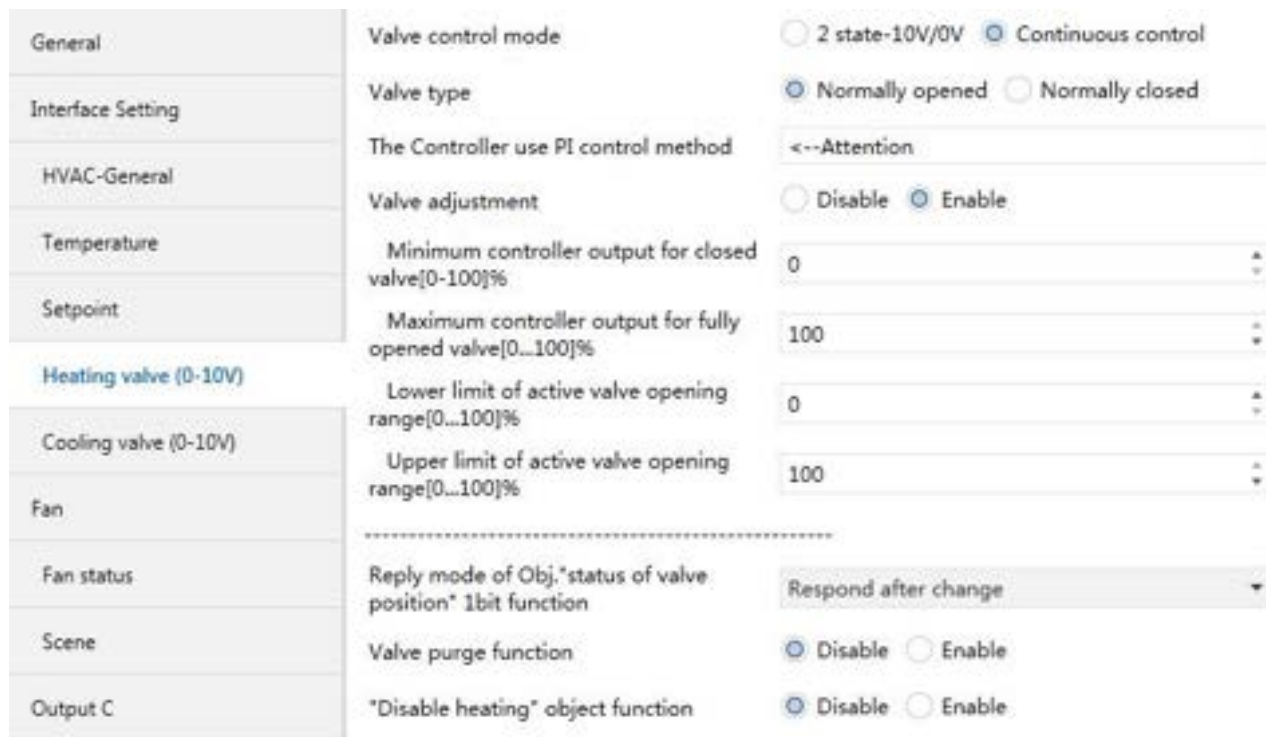 General
Interface Setting
HVAC-General
Temperature
Setpoint
Heating valve (0-10V)
Cooling valve (0-10V)
Fan
Fan status
Scene
Output C
Valve control mode
2 state-10V/0V Continuous control
Valve type
Normally opened Normally closed
The Controller use PI control method
<--Attention
Valve adjustment
Disable Enable
Minimum controller output for closed
valve[0-100]%
0
Maximum controller output for fully
opened valve[0...100]%
100
Lower limit of active valve opening
range[0...100]%
0
Upper limit of active valve opening
range[0...100]%
100
Reply mode of Obj."status of valve
position" 1bit function
Respond after change
Valve purge function
Disable Enable
"Disable heating" object function
Disable Enable